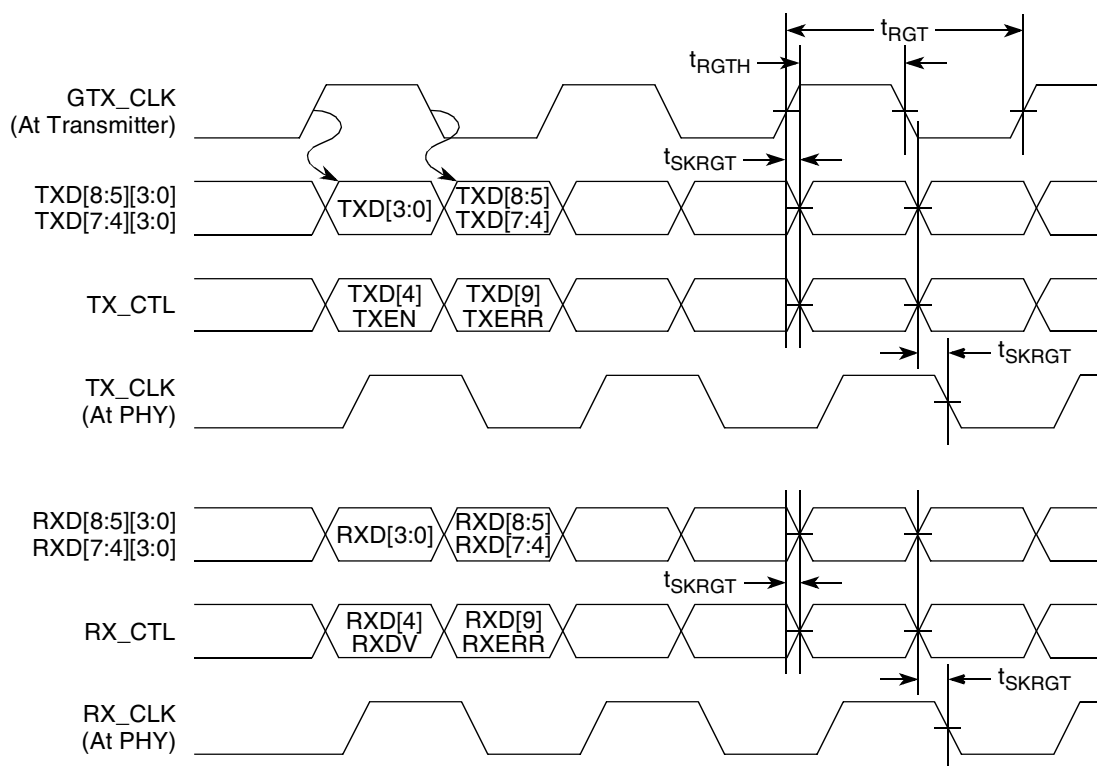 tRGT
tRGTH
GTX_CLK
(At Transmitter)
tSKRGT
TXD[8:5][3:0]
TXD[7:4][3:0]
TXD[3:0]
TXD[8:5]
TXD[7:4]
TX_CTL
TXD[4]
TXEN
TXD[9]
TXERR
tSKRGT
TX_CLK
(At PHY)
RXD[8:5][3:0]
RXD[7:4][3:0]
RXD[3:0]
RXD[8:5]
RXD[7:4]
tSKRGT
RX_CTL
RXD[4]
RXDV
RXD[9]
RXERR
tSKRGT
RX_CLK
(At PHY)